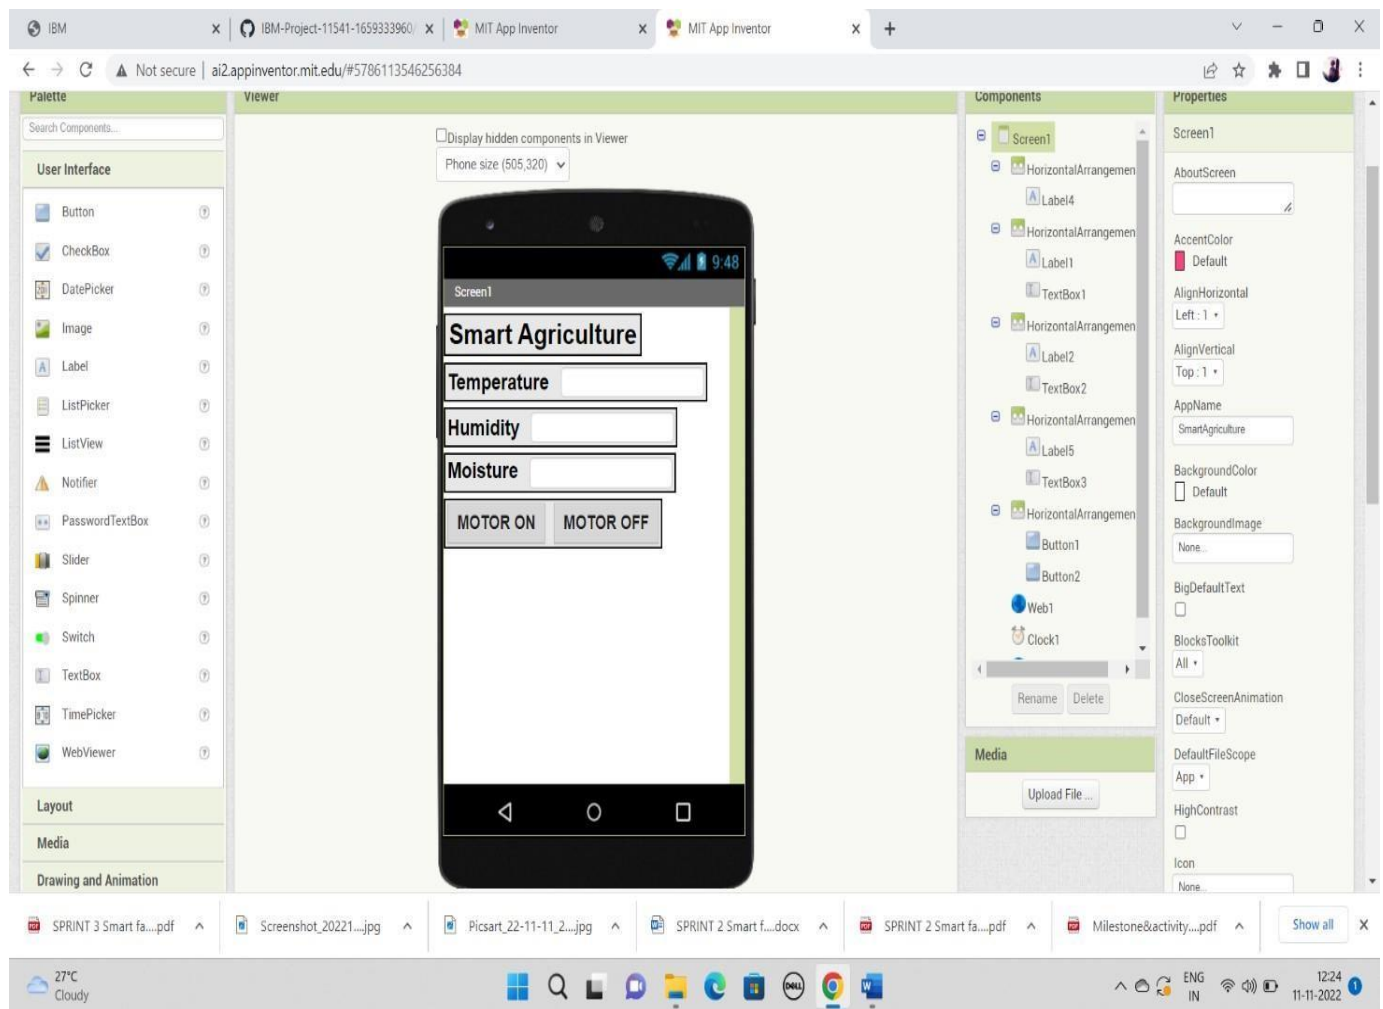 IBM
IBM-Project-11541-1659333960/
MIT App Inventor
MIT App Inventor
Not secure | ai2.appinventor.mit.edu/#5786113546256384
Palette
Viewer
Components
Properties
Search Components...
User Interface
Button
CheckBox
DatePicker
Image
Label
ListPicker
ListView
Notifier
PasswordTextBox
Slider
Spinner
Switch
TextBox
TimePicker
WebViewer
Layout
Media
Drawing and Animation
Display hidden components in Viewer
Phone size (505,320)
9:48
Screen1
Smart Agriculture
Temperature
Humidity
Moisture
MOTOR ON MOTOR OFF
Screen1
HorizontalArrangemen
Label4
HorizontalArrangemen
Label1
TextBox1
HorizontalArrangemen
Label2
TextBox2
HorizontalArrangemen
Label5
TextBox3
HorizontalArrangemen
Button1
Button2
Web1
Clock1
Rename Delete
Media
Upload File ...
Screen1
AboutScreen
AccentColor
Default
AlignHorizontal
Left : 1
AlignVertical
Top : 1
AppName
SmartAgriculture
BackgroundColor
Default
BackgroundImage
None...
BigDefaultText
BlocksToolkit
All
CloseScreenAnimation
Default
DefaultFileScope
App
HighContrast
Icon
None...
SPRINT 3 Smart fa....pdf
Screenshot_20221....jpg
Picsart_22-11-11_2....jpg
SPRINT 2 Smart f....docx
SPRINT 2 Smart fa....pdf
Milestone&activity....pdf
Show all
27°C
Cloudy
DELL
ENG
IN
12:24
11-11-2022
1